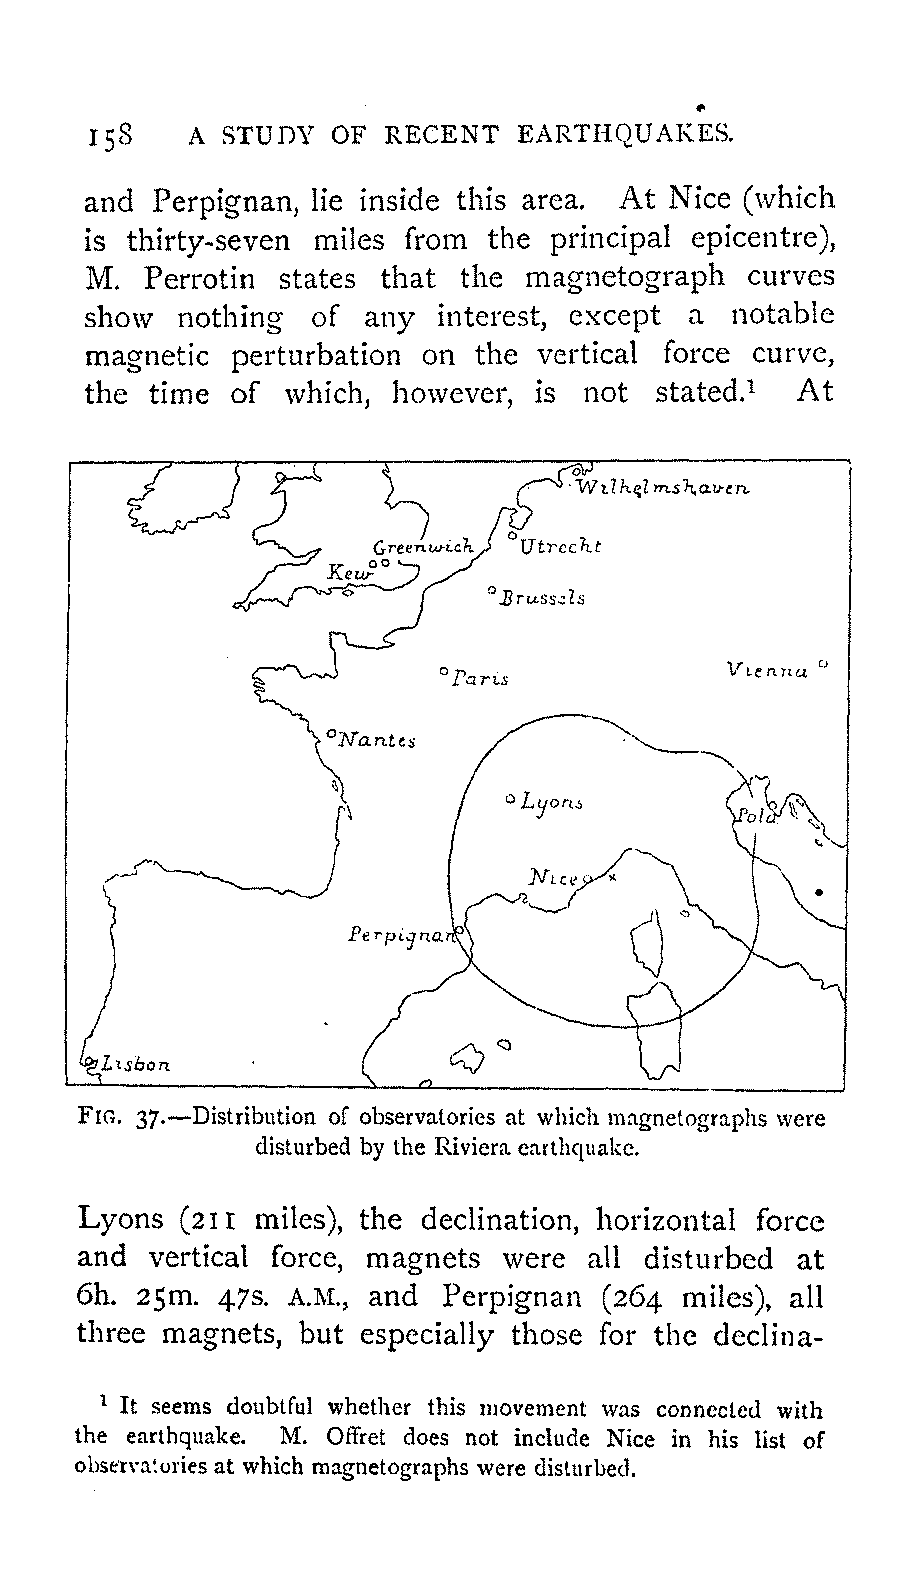 158 A STUDY OF RECENT EARTHQUAKES.
and Perpignan, lie inside this area. At Nice (which
is thirty-seven miles from the principal epicentre),
M. Perrotin states that the magnetograph curves
show nothing of any interest, except a notable
magnetic perturbation on the vertical force curve,
the time of which, however, is not stated.¹ At
Wilhelmshaven
Greenwich
Utrecht
Kew
Brussels
Paris
Vienna
Nantes
Lyons
Pola
Nice
Perpignan
Lisbon
FIG. 37.—Distribution of observatories at which magnetographs were
disturbed by the Riviera earthquake.
Lyons (211 miles), the declination, horizontal force
and vertical force, magnets were all disturbed at
6h. 25m. 47s. A.M., and Perpignan (264 miles), all
three magnets, but especially those for the declina-
¹ It seems doubtful whether this movement was connected with
the earthquake. M. Offret does not include Nice in his list of
observatories at which magnetographs were disturbed.